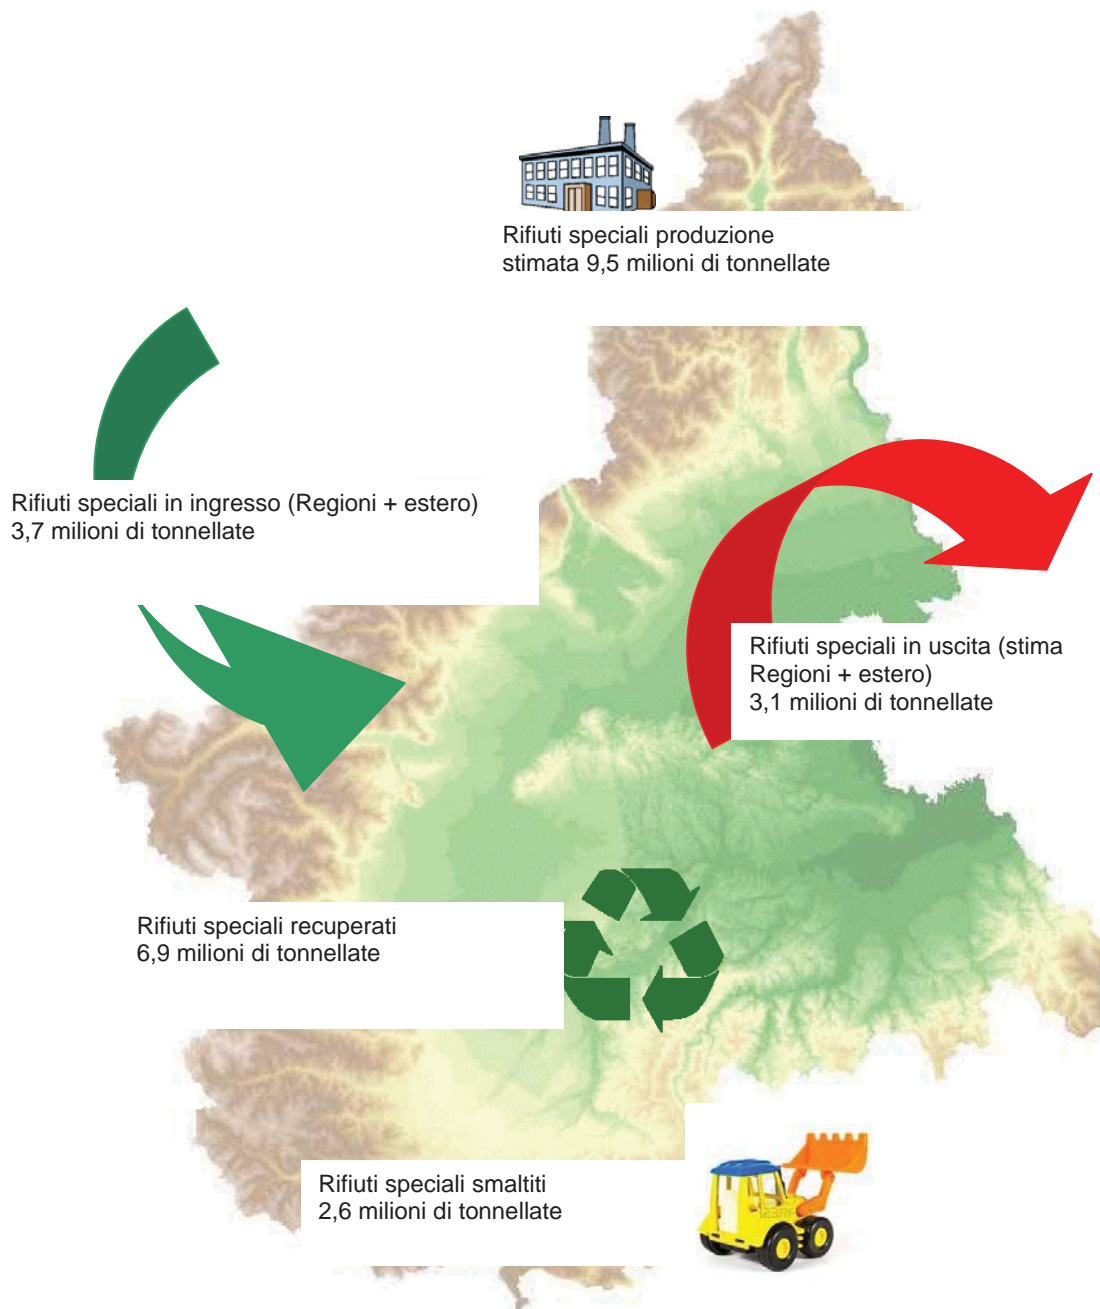 Rifiuti speciali produzione
stimata 9,5 milioni di tonnellate
Rifiuti speciali in ingresso (Regioni + estero)
3,7 milioni di tonnellate
Rifiuti speciali in uscita (stima
Regioni + estero)
3,1 milioni di tonnellate
Rifiuti speciali recuperati
6,9 milioni di tonnellate
Rifiuti speciali smaltiti
2,6 milioni di tonnellate